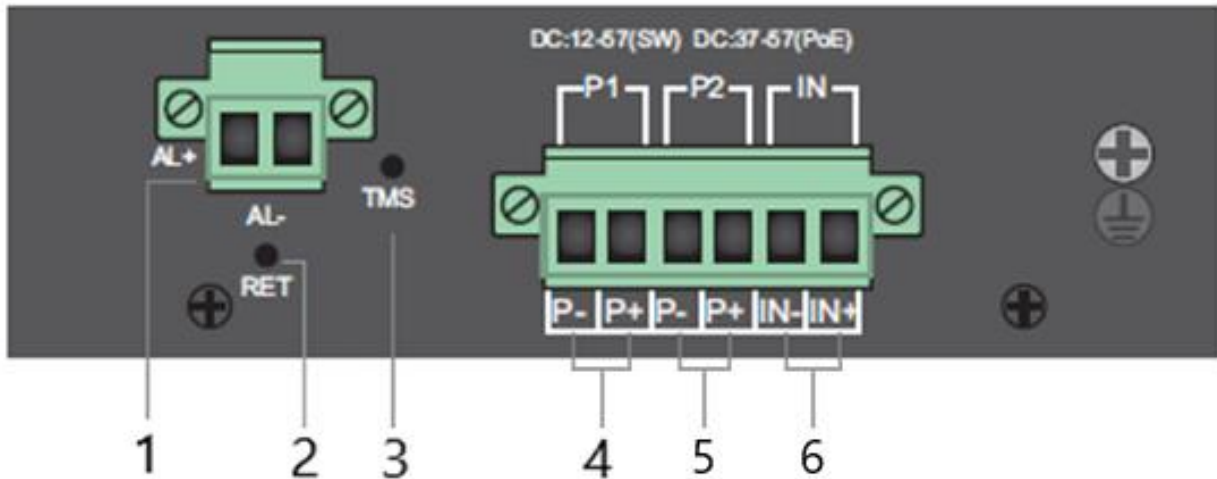 DC:12-57(SW) DC:37-57(PoE)
P1 P2 IN
AL+
TMS
AL-
RET
P- P+ P- P+ IN- IN+
1 2 3 4 5 6